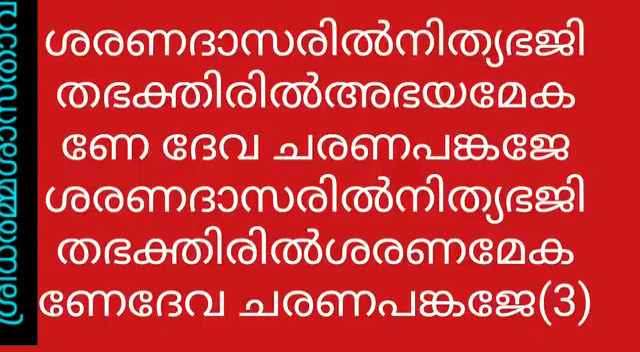 ശരണദാസരിൽനിത്യഭജി
തഭക്തിരിൽഅഭയമേക
ണേ ദേവ ചരണപങ്കജേ
ശരണദാസരിൽനിത്യഭജി
തഭക്തിരിൽശരണമേക
ണേദേവ ചരണപങ്കജേ(3)